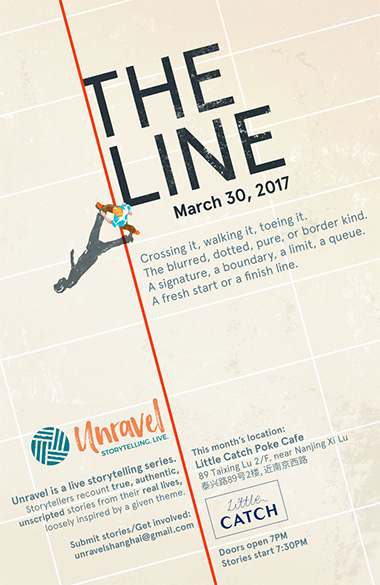 THE
LINE
March 30, 2017
Crossing it, walking it, toeing it.
The blurred, dotted, pure, or border kind.
A signature, a boundary, a limit, a queue.
A fresh start or a finish line.
Unravel
STORYTELLING. LIVE.
Unravel is a live storytelling series.
Storytellers recount true, authentic,
unscripted stories from their real lives,
loosely inspired by a given theme.
Submit stories/Get involved:
unravelshanghai@gmail.com
This month's location:
Little Catch Poke Cafe
89 Taixing Lu 2/F, near Nanjing Xi Lu
泰兴路89号2楼, 近南京西路
Little
CATCH
Doors open 7PM
Stories start 7:30PM